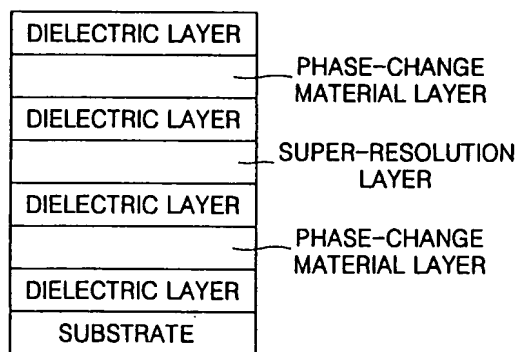 DIELECTRIC LAYER
PHASE-CHANGE
MATERIAL LAYER
DIELECTRIC LAYER
SUPER-RESOLUTION
LAYER
DIELECTRIC LAYER
PHASE-CHANGE
MATERIAL LAYER
DIELECTRIC LAYER
SUBSTRATE